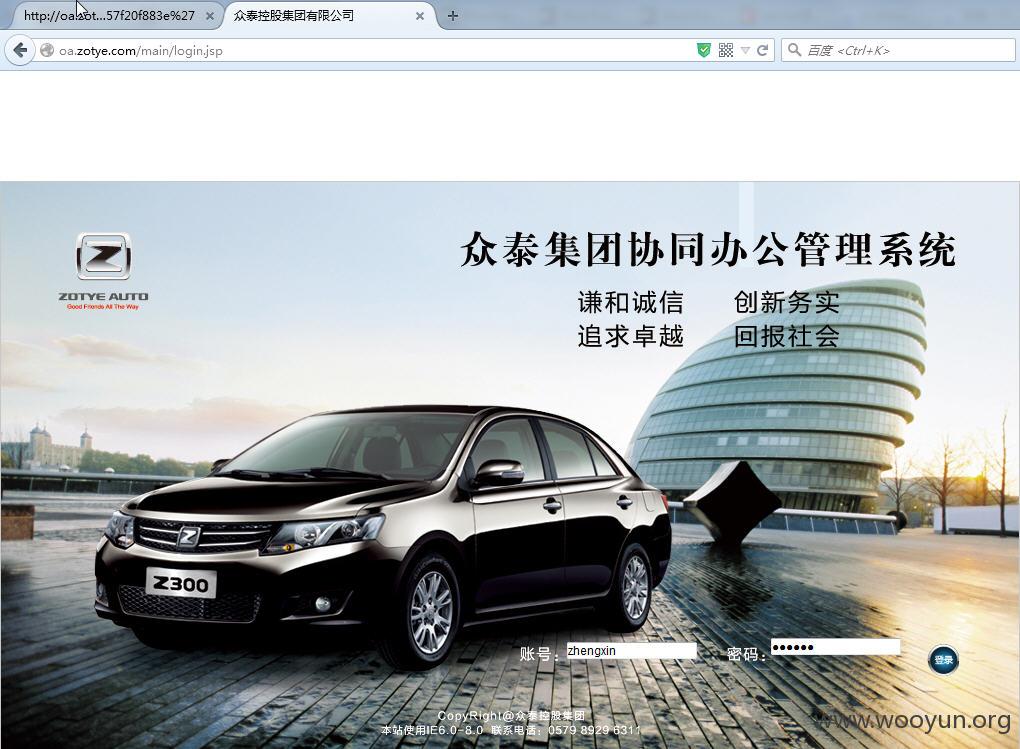 http://oa.zot...57f20f883e%27
众泰控股集团有限公司
oa.zotye.com/main/login.jsp
百度 <Ctrl+K>
众泰集团协同办公管理系统
ZOTYE AUTO
Good Friends All The Way
谦和诚信 创新务实
追求卓越 回报社会
Z300
账号： zhengxin 密码： ●●●●●● 登录
CopyRight@众泰控股集团
本站使用IE6.0-8.0 联系电话：0579 8929 6311
www.wooyun.org